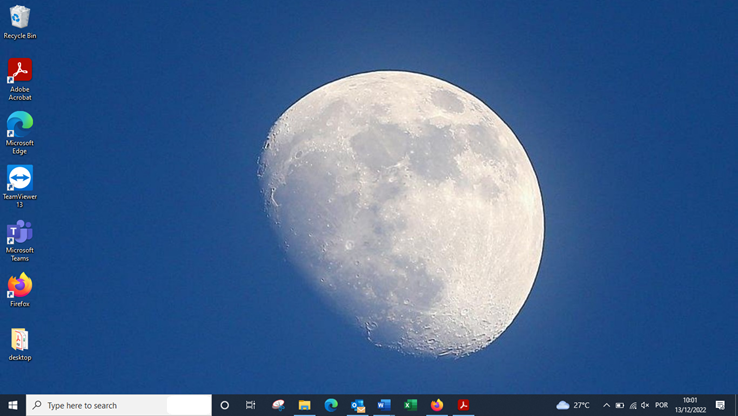 Recycle Bin
Adobe
Acrobat
Microsoft
Edge
TeamViewer
13
Microsoft
Teams
Firefox
desktop
Type here to search
27°C
POR
10:01
13/12/2022